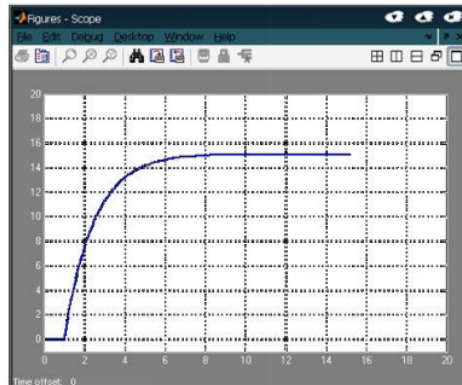 Figures - Scope
File Edit Debug Desktop Window Help
20
18
16
14
12
10
8
6
4
2
0
0 2 4 6 8 10 12 14 16 18 20
Time offset: 0